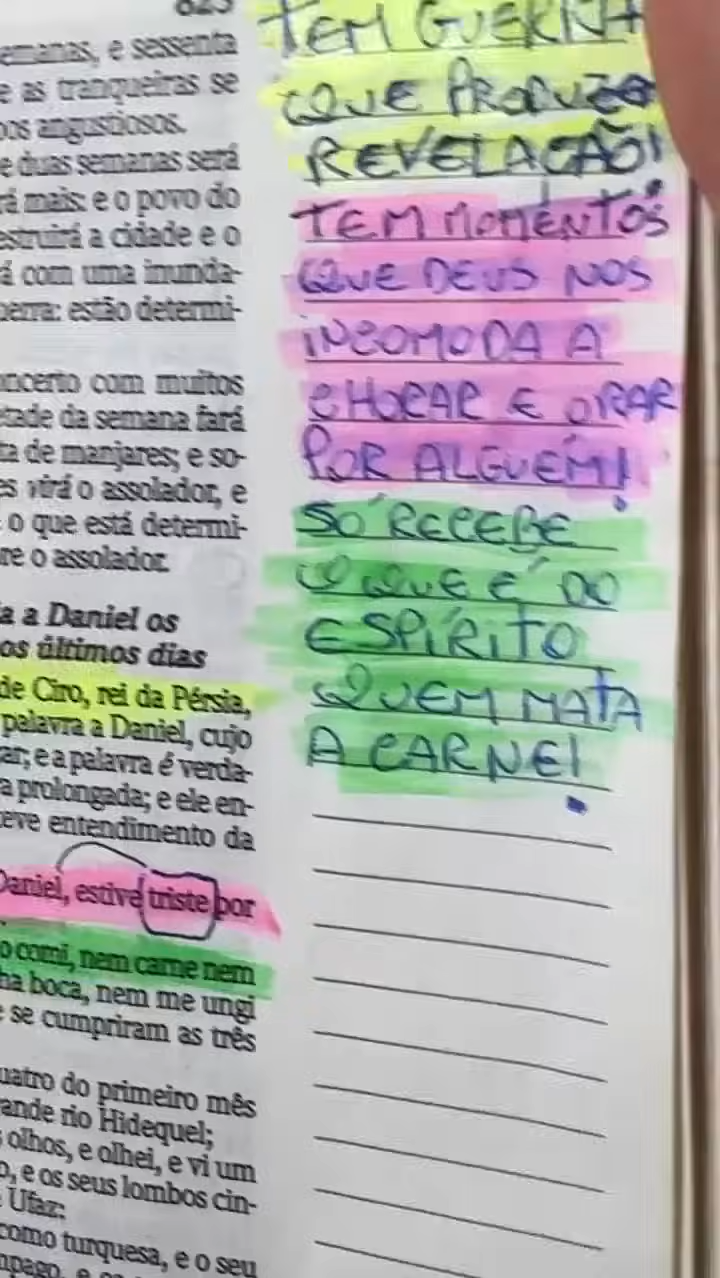 823
emanas, e sessenta
e as tranqueiras se
os angustiosos.
e duas semanas será
rá mais: e o povo do
estruirá a cidade e o
á com uma inunda-
erra: estão determi-
oncerto com muitos
etade da semana fará
ta de manjares; e so-
es virá o assolador, e
o que está determi-
re o assolador.
a a Daniel os
os últimos dias
de Ciro, rei da Pérsia,
palavra a Daniel, cujo
ar; e a palavra é verda-
a prolongada; e ele en-
eve entendimento da
Daniel, estive triste por
o comi, nem carne nem
ha boca, nem me ungi
e se cumpriram as três
uatro do primeiro mês
ande rio Hidequel;
olhos, e olhei, e vi um
o, e os seus lombos cin-
Ufaz:
como turquesa, e o seu
TEM
QUE PRODUZ
REVELAÇÃO!
TEM MOMENTOS
QUE DEUS NOS
INCOMODA A
CHORAR E ORAR
POR ALGUÉM!
SÓ RECEBE
O QUE É DO
ESPÍRITO
QUEM MATA
A CARNE!